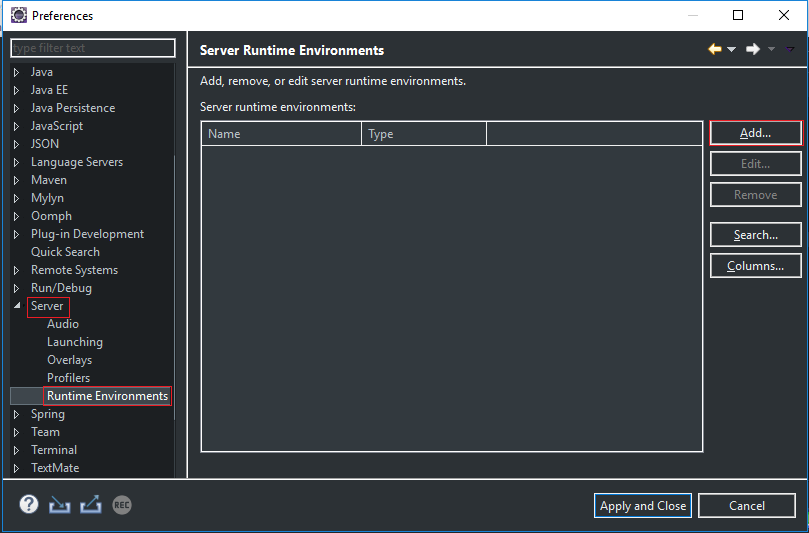 Preferences
type filter text
Java
Java EE
Java Persistence
JavaScript
JSON
Language Servers
Maven
Mylyn
Oomph
Plug-in Development
Quick Search
Remote Systems
Run/Debug
Server
Audio
Launching
Overlays
Profilers
Runtime Environments
Spring
Team
Terminal
TextMate
Server Runtime Environments
Add, remove, or edit server runtime environments.
Server runtime environments:
Name Type
Add...
Edit...
Remove
Search...
Columns...
REC
Apply and Close Cancel